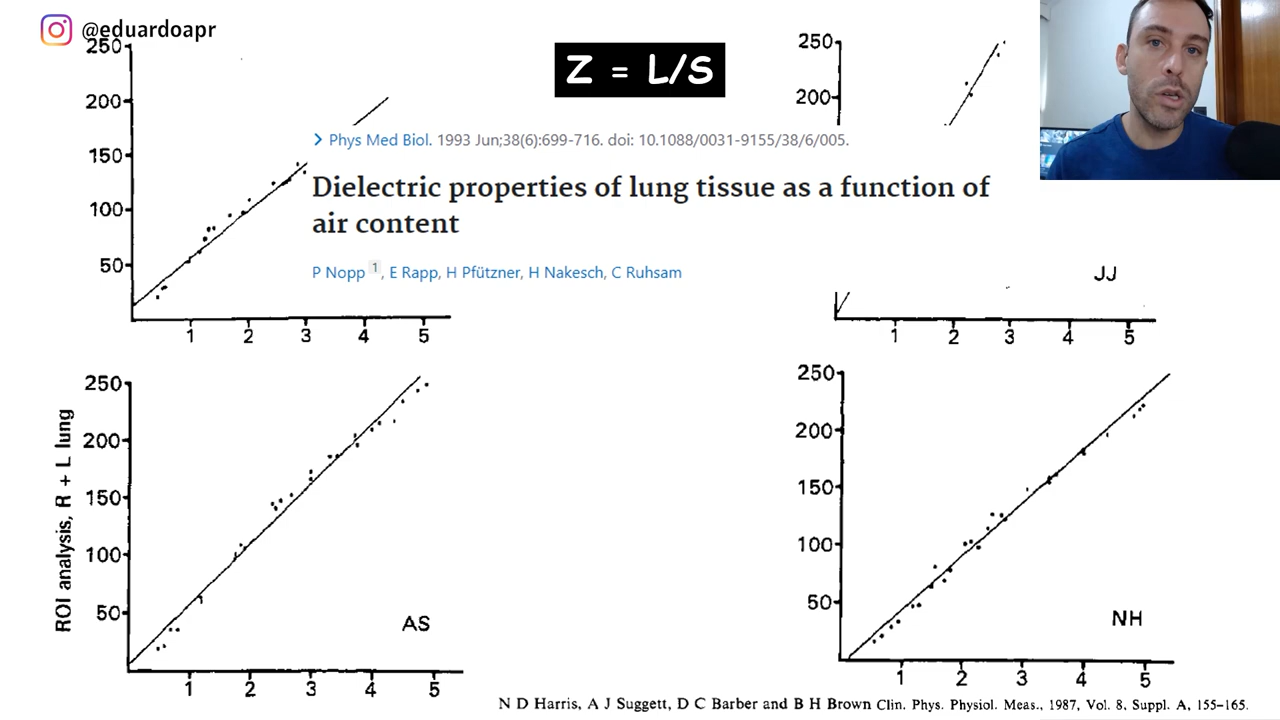 @eduardoapr
Z = L/S
250
200
150
100
50
1 2 3 4 5
250
200
Phys Med Biol. 1993 Jun;38(6):699-716. doi: 10.1088/0031-9155/38/6/005.
Dielectric properties of lung tissue as a function of
air content
P Nopp 1, E Rapp, H Pfützner, H Nakesch, C Ruhsam
JJ
1 2 3 4 5
ROI analysis, R + L lung
250
200
150
100
50
AS
1 2 3 4 5
250
200
150
100
50
NH
1 2 3 4 5
N D Harris, A J Suggett, D C Barber and B H Brown Clin. Phys. Physiol. Meas., 1987, Vol. 8, Suppl. A, 155-165.